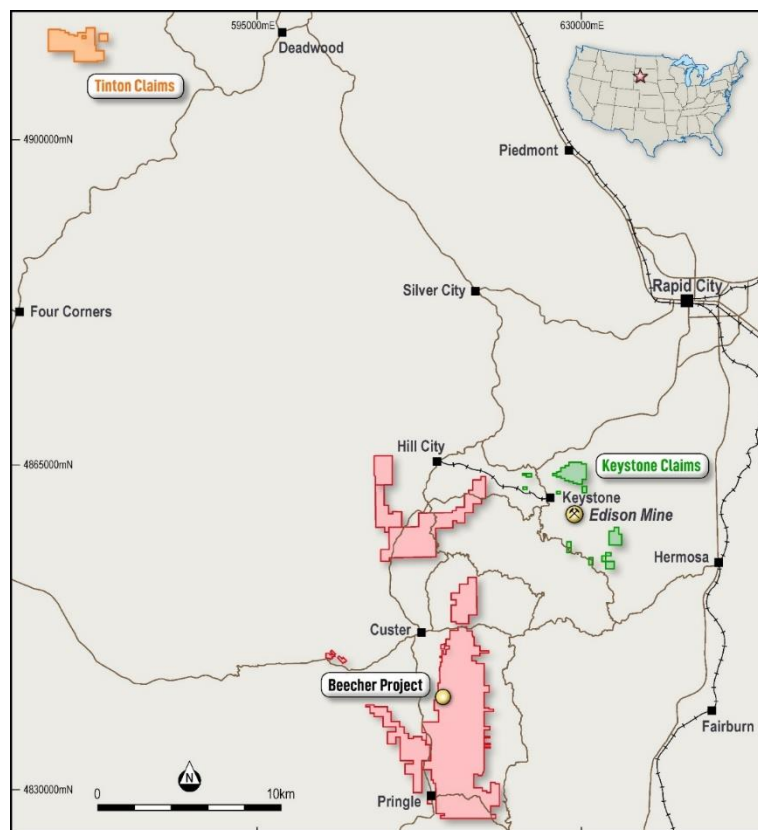 595000mE
630000mE
Deadwood
Tinton Claims
4900000mN
Piedmont
Silver City
Rapid City
Four Corners
Hill City
4865000mN
Keystone Claims
Keystone
Edison Mine
Hermosa
Custer
Beecher Project
Fairburn
N
4830000mN
0
10km
Pringle